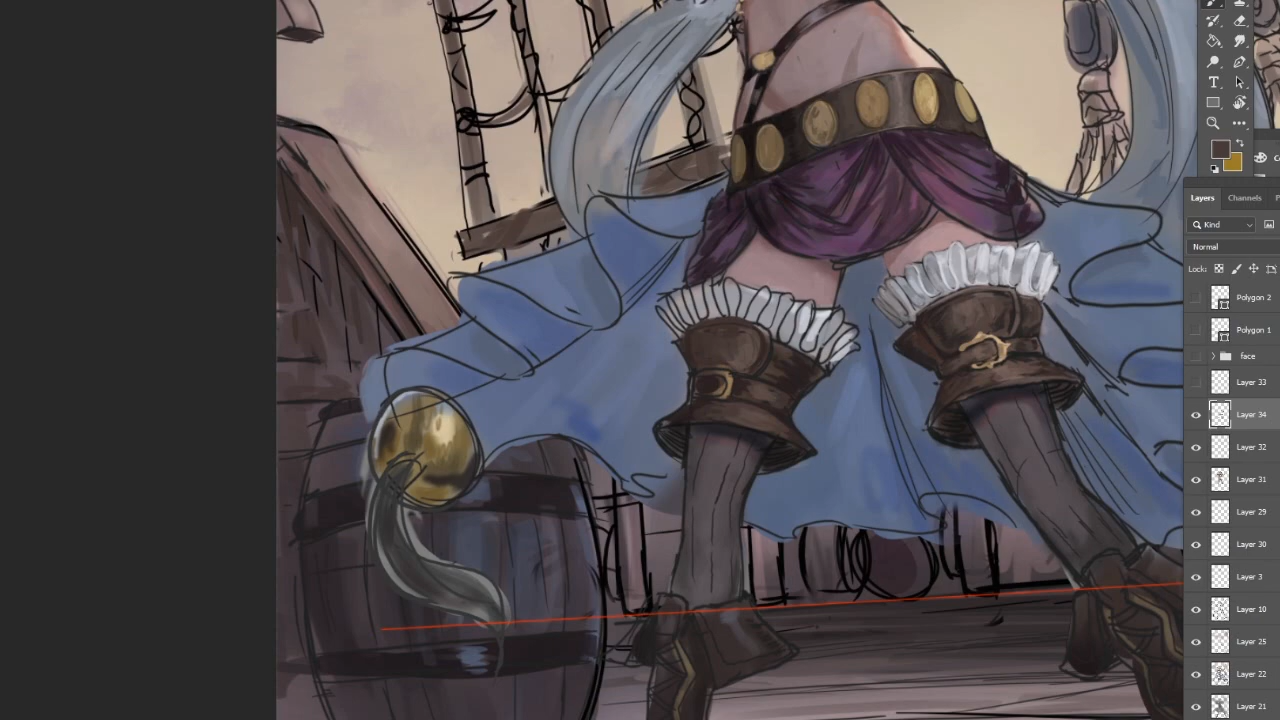 T
Layers Channels P
Kind
Normal
Lock:
Polygon 2
Polygon 1
face
Layer 33
Layer 34
Layer 32
Layer 31
Layer 29
Layer 30
Layer 3
Layer 10
Layer 25
Layer 22
Layer 21